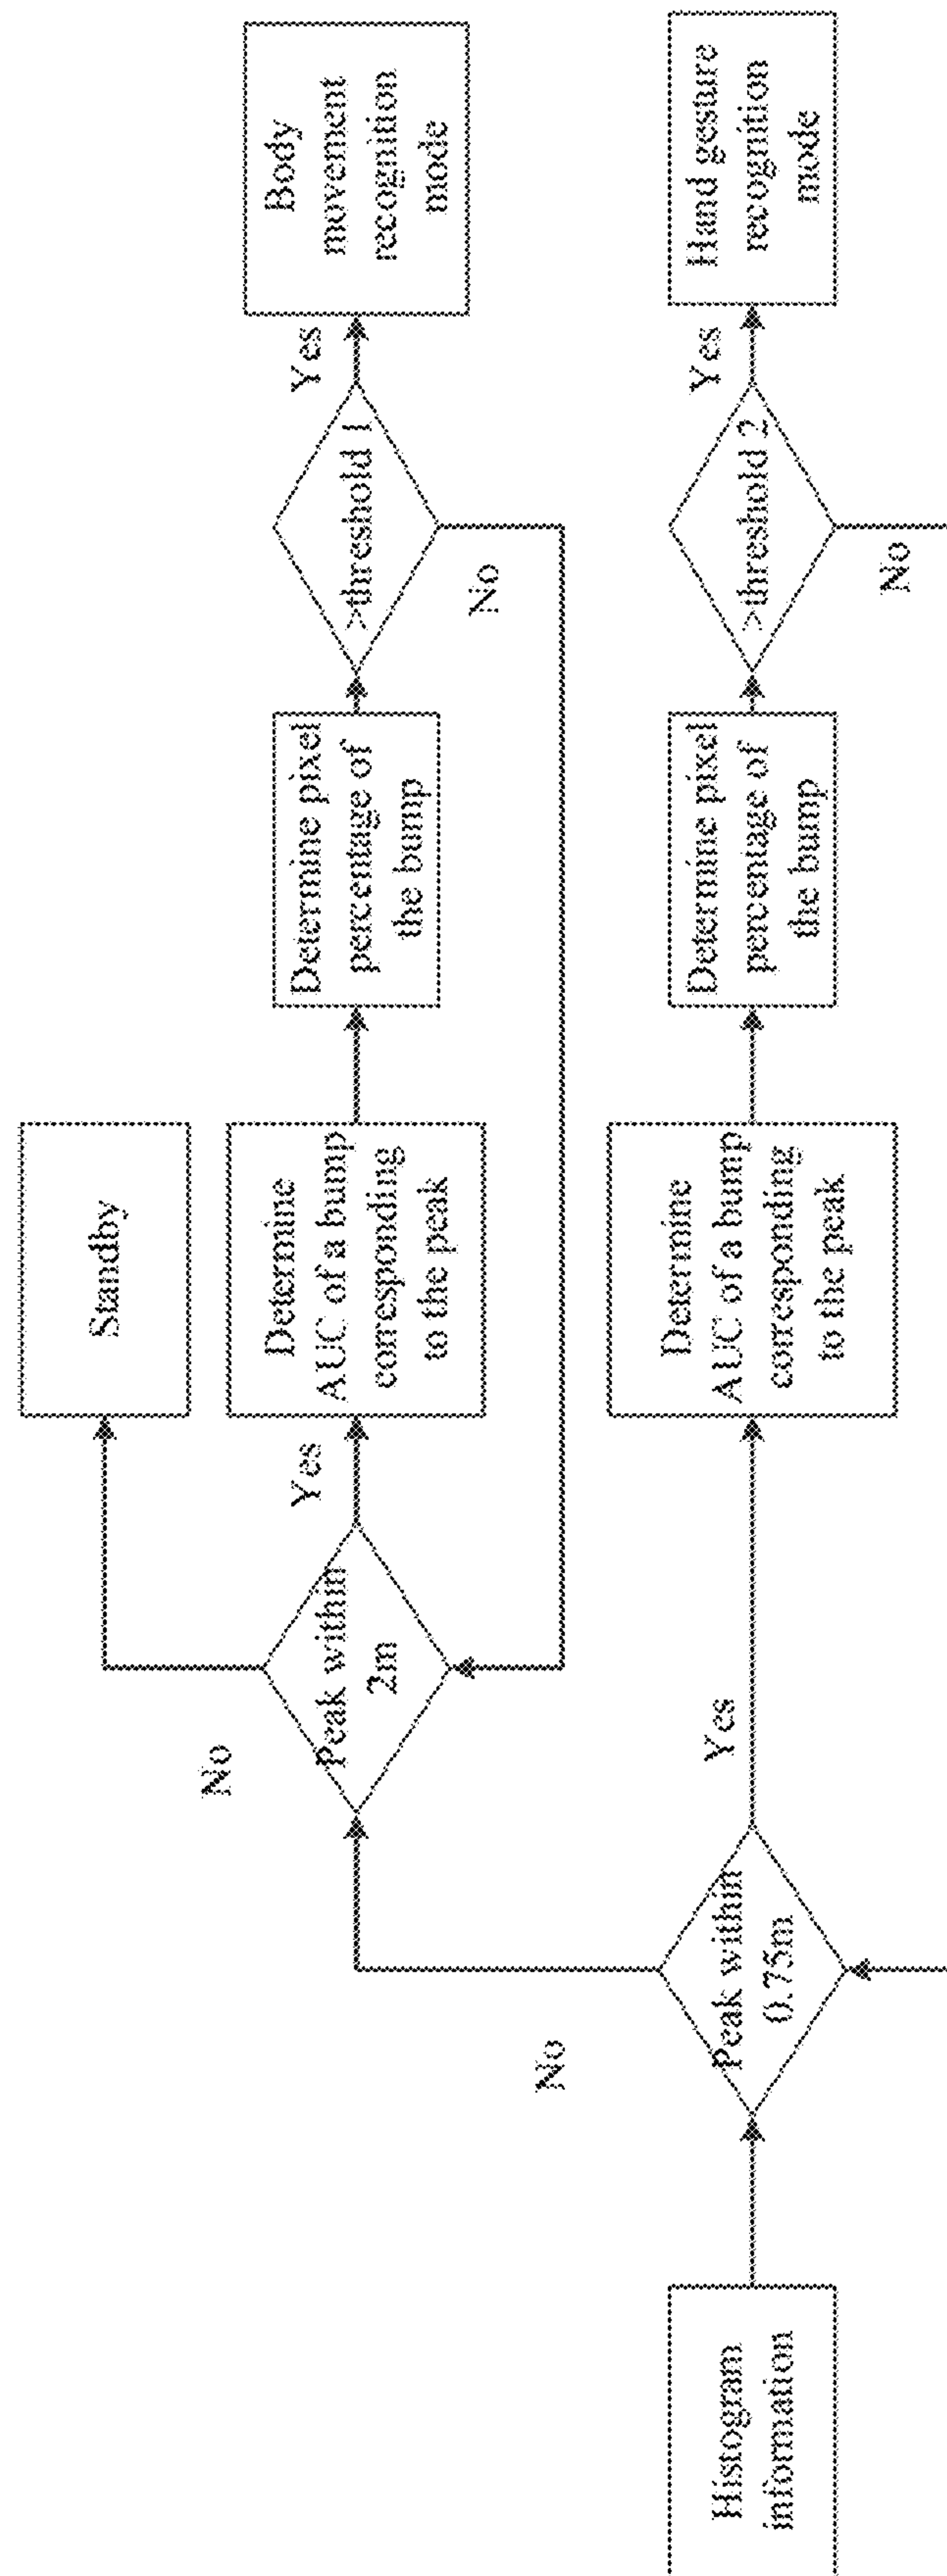 Histogram
information
Peak within
0.75m
No
Yes
Peak within
2m
No
Yes
Standby
Determine
AUC of a bump
corresponding
to the peak
Determine pixel
percentage of
the bump
>threshold 1
Yes
No
Body
movement
recognition
mode
Determine
AUC of a bump
corresponding
to the peak
Determine pixel
percentage of
the bump
>threshold 2
Yes
No
Hand gesture
recognition
mode